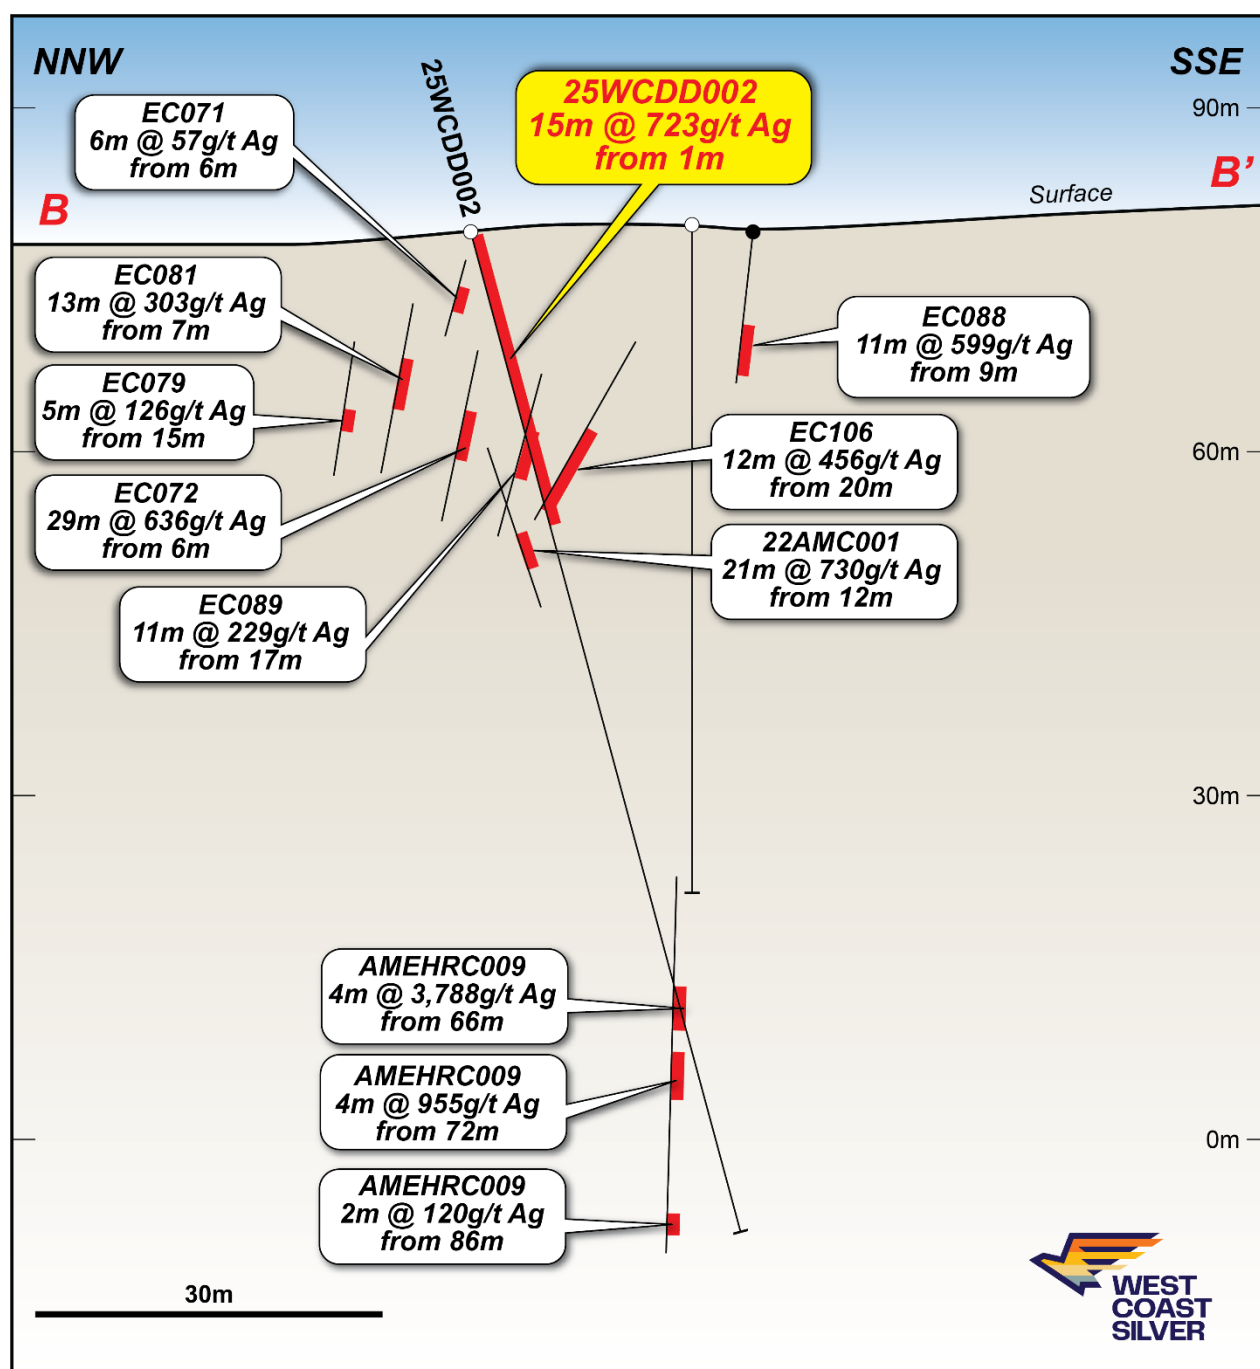 NNW
SSE
90m
25WCDD002
25WCDD002
15m @ 723g/t Ag
from 1m
EC071
6m @ 57g/t Ag
from 6m
B
B’
Surface
EC081
13m @ 303g/t Ag
from 7m
EC088
11m @ 599g/t Ag
from 9m
EC079
5m @ 126g/t Ag
from 15m
EC106
12m @ 456g/t Ag
from 20m
60m
EC072
29m @ 636g/t Ag
from 6m
22AMC001
21m @ 730g/t Ag
from 12m
EC089
11m @ 229g/t Ag
from 17m
30m
AMEHRC009
4m @ 3,788g/t Ag
from 66m
AMEHRC009
4m @ 955g/t Ag
from 72m
0m
AMEHRC009
2m @ 120g/t Ag
from 86m
30m
WEST
COAST
SILVER